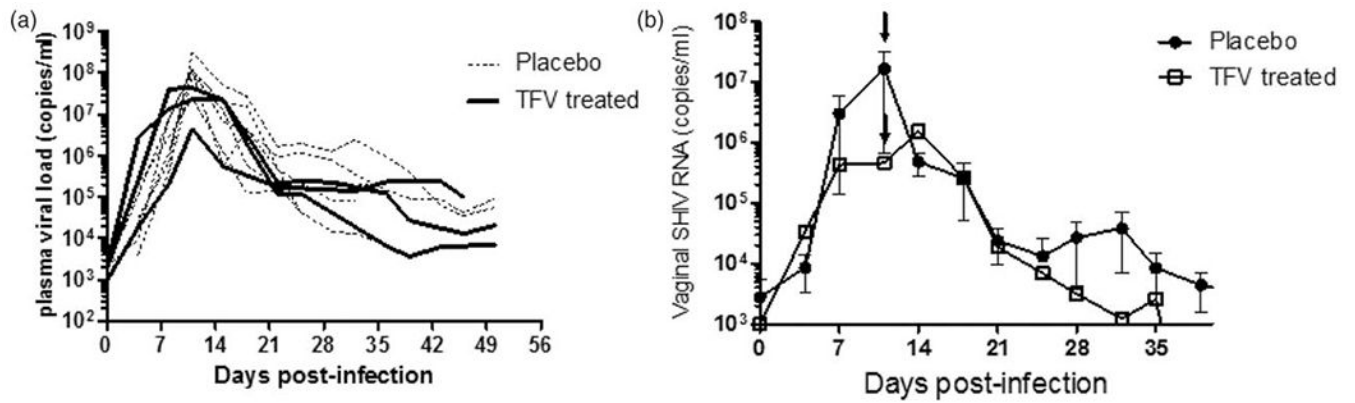 (a)
plasma viral load (copies/ml)
10⁹
10⁸
10⁷
10⁶
10⁵
10⁴
10³
10²
0 7 14 21 28 35 42 49 56
Days post-infection
Placebo
TFV treated
(b)
Vaginal SHIV RNA (copies/ml)
10⁸
10⁷
10⁶
10⁵
10⁴
10³
0 7 14 21 28 35
Days post-infection
Placebo
TFV treated